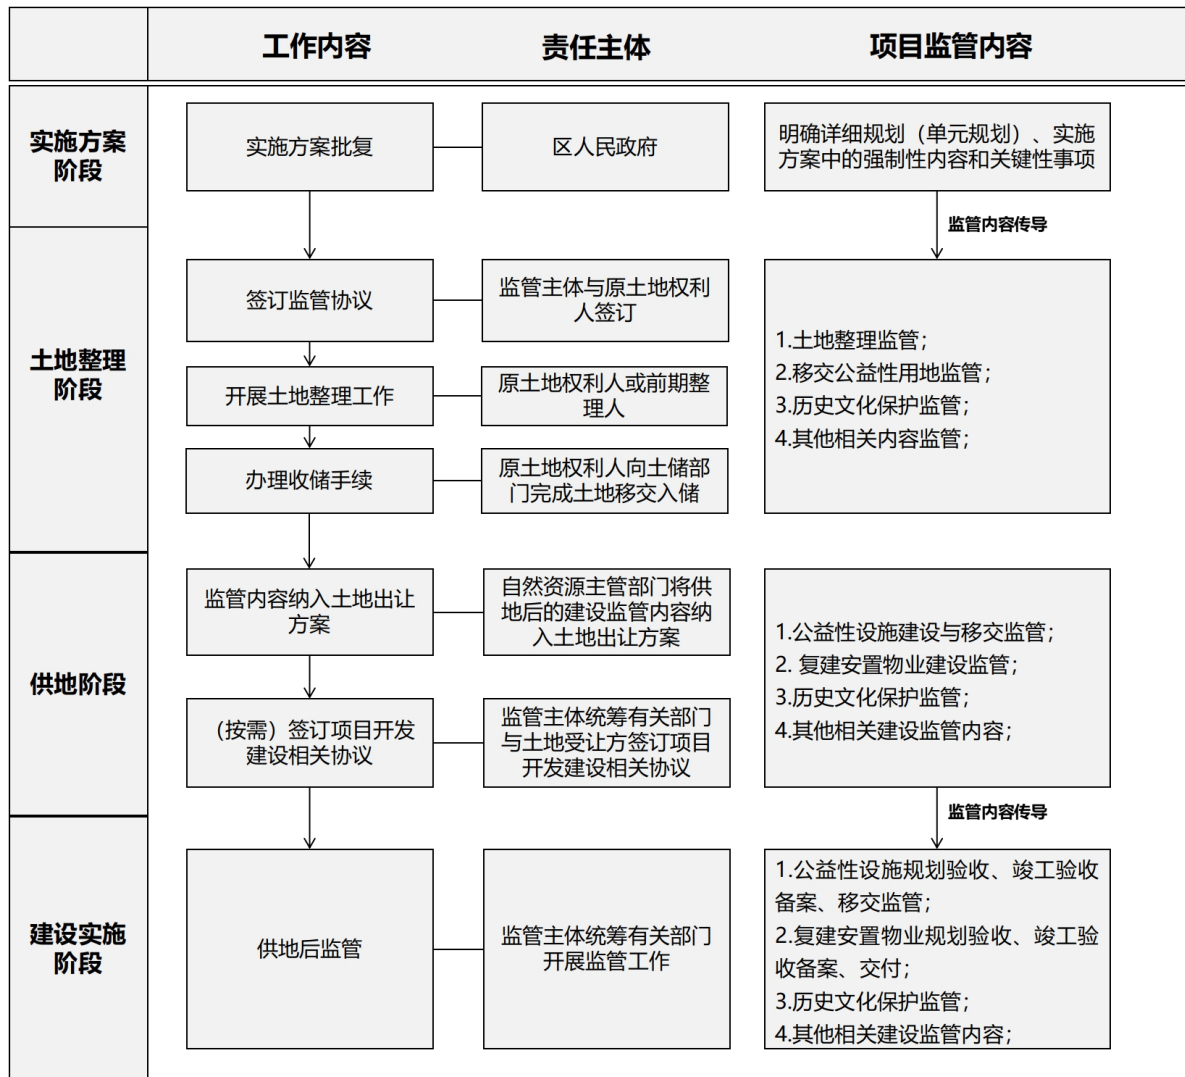 工作内容
责任主体
项目监管内容
实施方案
阶段
实施方案批复
区人民政府
明确详细规划（单元规划）、实施
方案中的强制性内容和关键性事项
监管内容传导
土地整理
阶段
签订监管协议
监管主体与原土地权利
人签订
开展土地整理工作
原土地权利人或前期整
理人
办理收储手续
原土地权利人向土储部
门完成土地移交入储
1.土地整理监管；
2.移交公益性用地监管；
3.历史文化保护监管；
4.其他相关内容监管；
供地阶段
监管内容纳入土地出让
方案
自然资源主管部门将供
地后的建设监管内容纳
入土地出让方案
（按需）签订项目开发
建设相关协议
监管主体统筹有关部门
与土地受让方签订项目
开发建设相关协议
1.公益性设施建设与移交监管；
2. 复建安置物业建设监管；
3.历史文化保护监管；
4.其他相关建设监管内容；
监管内容传导
建设实施
阶段
供地后监管
监管主体统筹有关部门
开展监管工作
1.公益性设施规划验收、竣工验收
备案、移交监管；
2.复建安置物业规划验收、竣工验
收备案、交付；
3.历史文化保护监管；
4.其他相关建设监管内容；